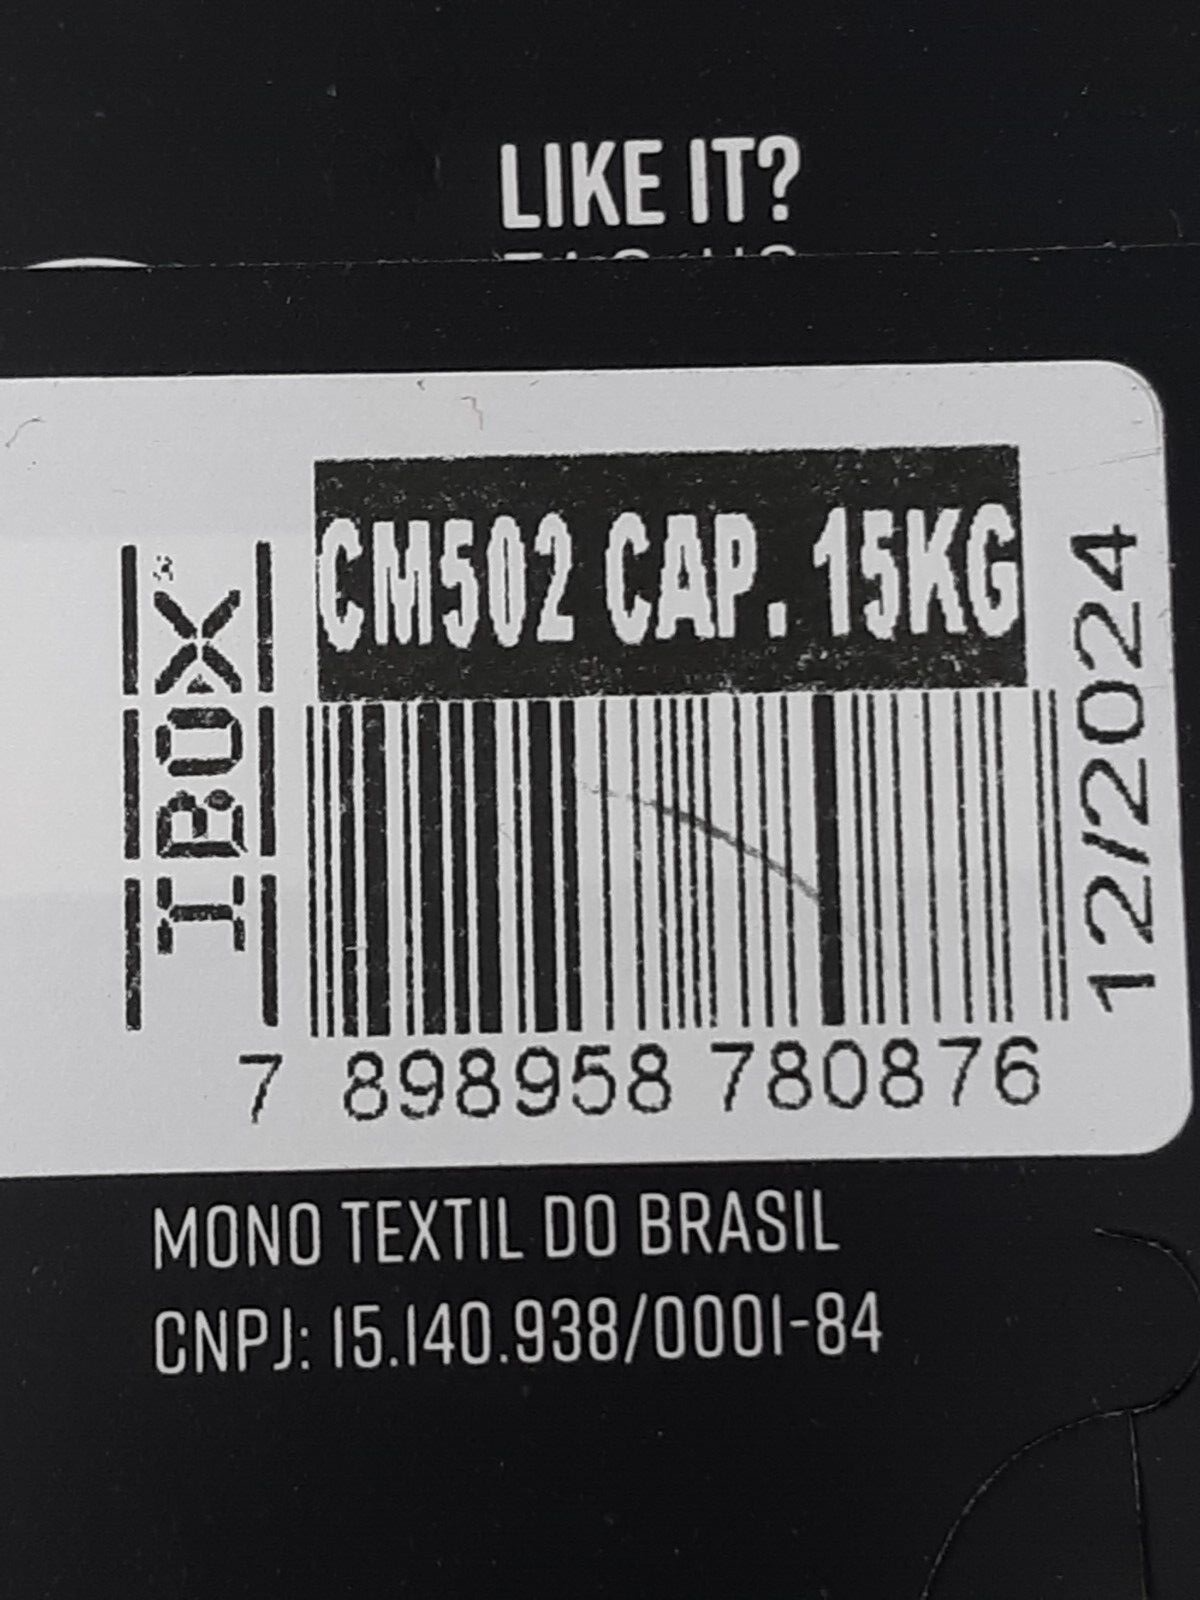 LIKE IT?
CM502 CAP. 15KG
IBOX
12/2024
7 898958 780876
MONO TEXTIL DO BRASIL
CNPJ: 15.140.938/0001-84